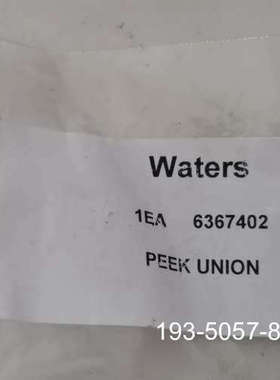 Waters
1EA 6367402
PEEK UNION
193-5057-8